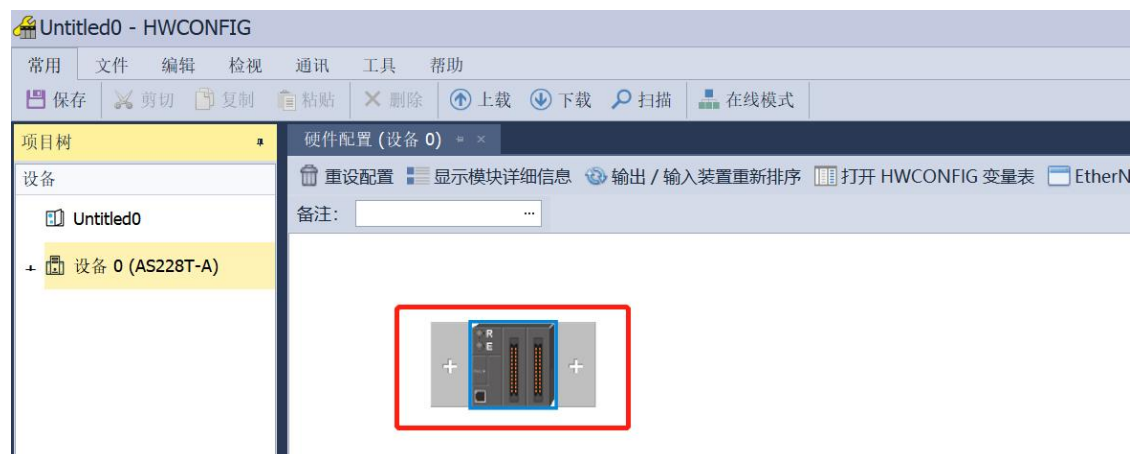 Untitled0 - HWCONFIG
常用 文件 编辑 检视 通讯 工具 帮助
保存 剪切 复制 粘贴 删除 上载 下载 扫描 在线模式
项目树
硬件配置 (设备 0)
设备
重设配置 显示模块详细信息 输出 / 输入装置重新排序 打开 HWCONFIG 变量表 EtherN
备注: ...
Untitled0
设备 0 (AS228T-A)
R
E